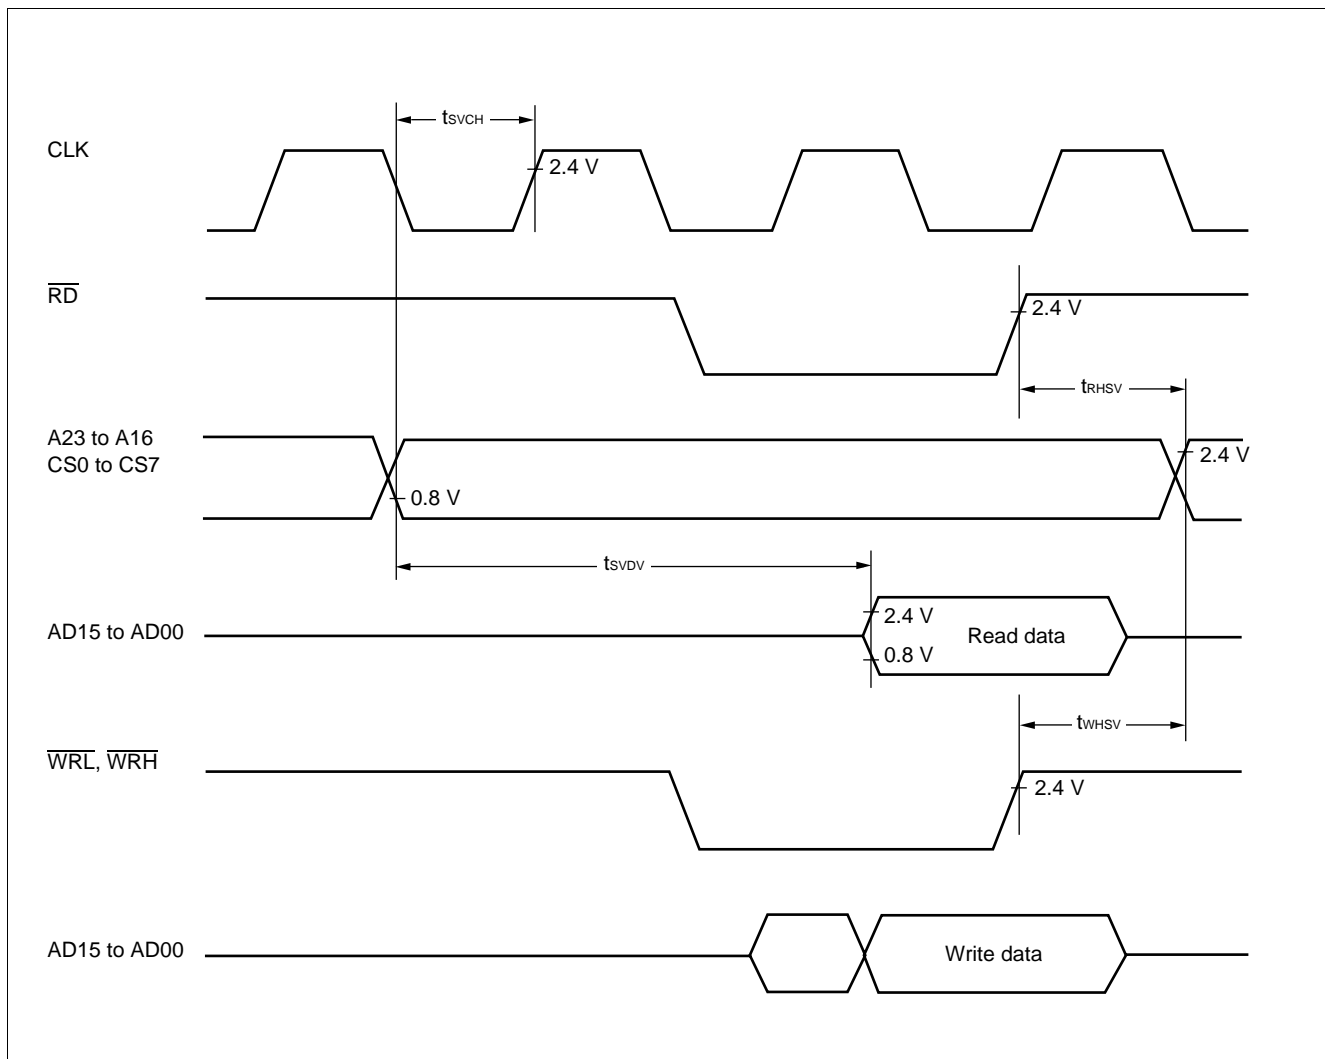 tSVCH
CLK
2.4 V
RD
2.4 V
tRHSV
A23 to A16
CS0 to CS7
2.4 V
0.8 V
tSVDV
2.4 V
AD15 to AD00
Read data
0.8 V
tWHSV
WRL, WRH
2.4 V
AD15 to AD00
Write data